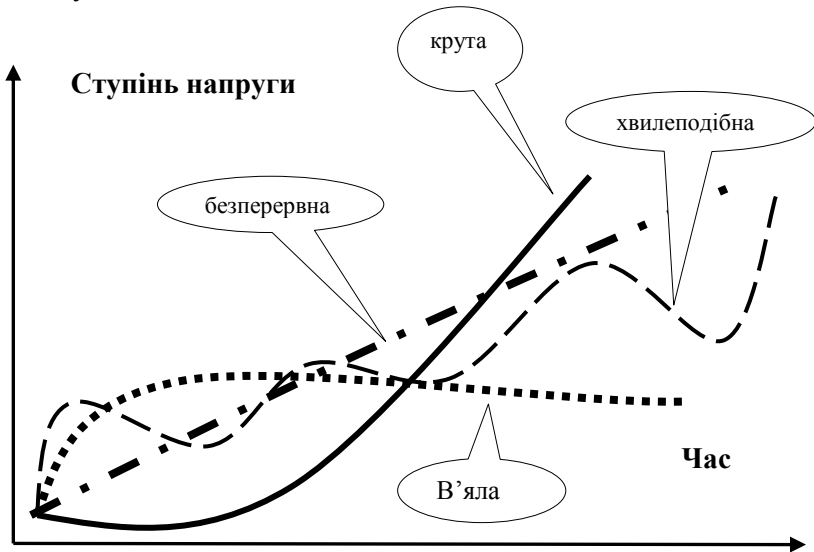 крута
Ступінь напруги
хвилеподібна
безперервна
Час
В’яла